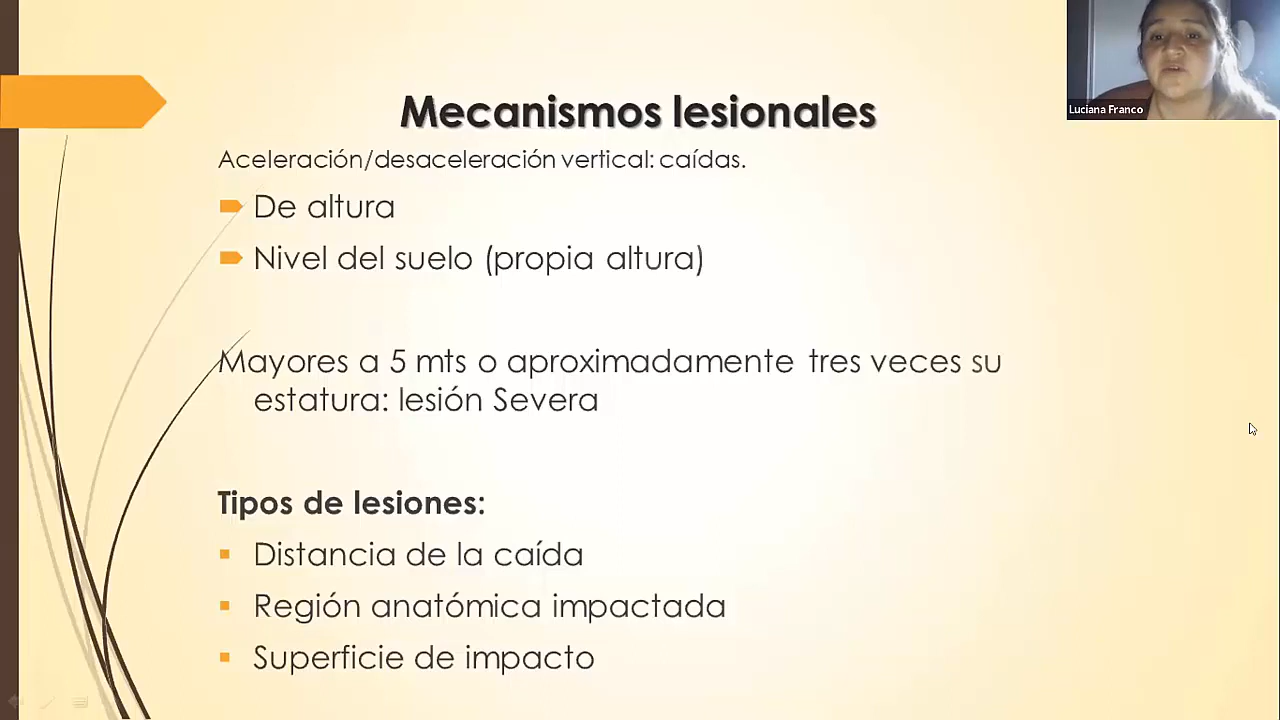 Luciana Franco
Mecanismos lesionales
Aceleración/desaceleración vertical: caídas.
De altura
Nivel del suelo (propia altura)
Mayores a 5 mts o aproximadamente tres veces su
estatura: lesión Severa
Tipos de lesiones:
Distancia de la caída
Región anatómica impactada
Superficie de impacto